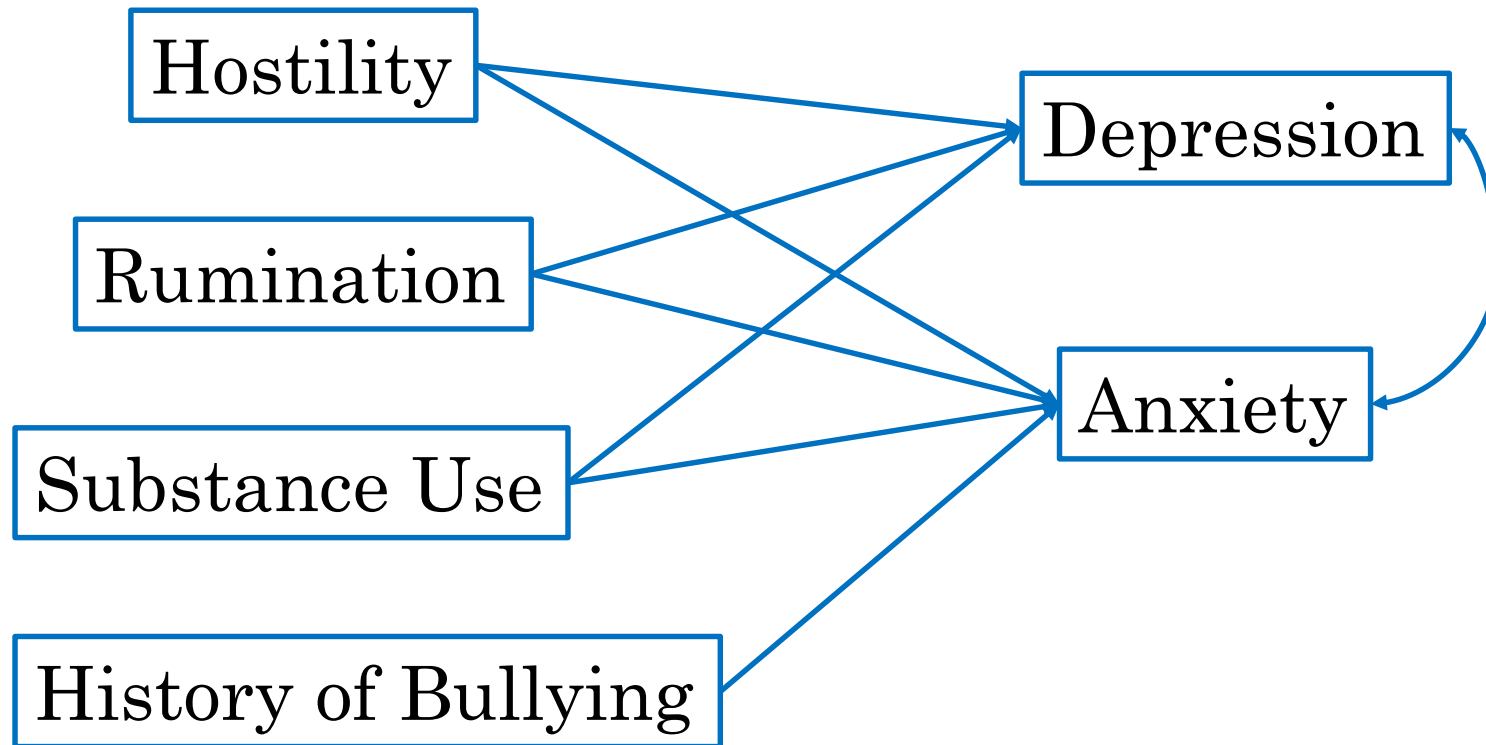 Hostility
Depression
Rumination
Anxiety
Substance Use
History of Bullying